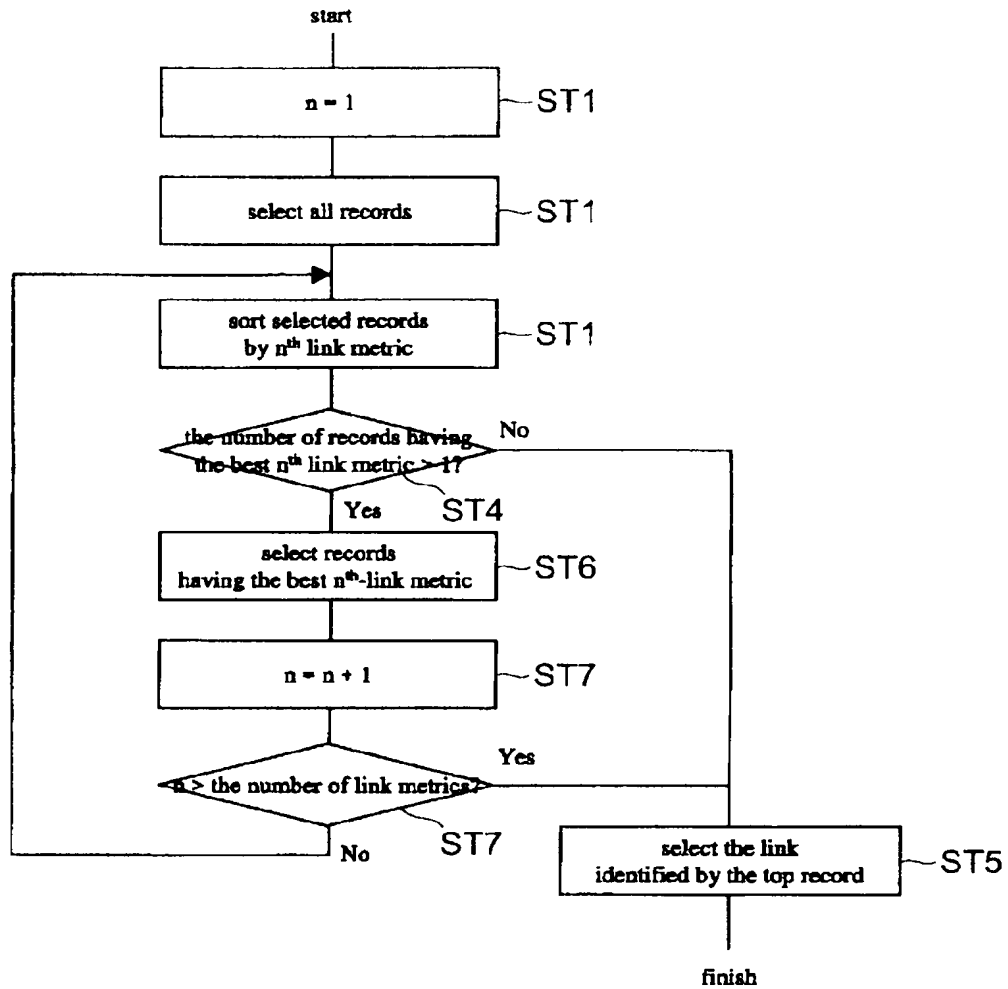 start
n = 1
ST1
select all records
ST1
sort selected records
by nth link metric
ST1
the number of records having
the best nth link metric > 1?
No
ST4
Yes
select records
having the best nth-link metric
ST6
n = n + 1
ST7
n > the number of link metrics?
Yes
ST7
No
select the link
identified by the top record
ST5
finish